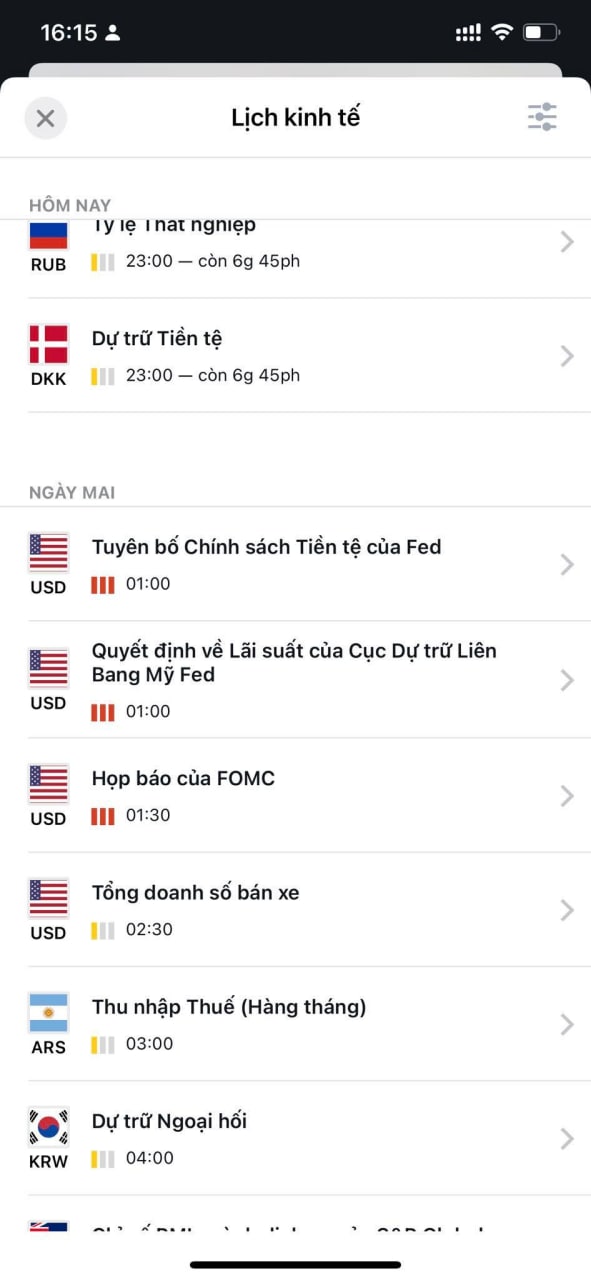 16:15
Lịch kinh tế
HÔM NAY
Tỷ lệ Thất nghiệp
RUB
23:00 — còn 6g 45ph
Dự trữ Tiền tệ
DKK
23:00 — còn 6g 45ph
NGÀY MAI
Tuyên bố Chính sách Tiền tệ của Fed
USD
01:00
Quyết định về Lãi suất của Cục Dự trữ Liên
Bang Mỹ Fed
USD
01:00
Họp báo của FOMC
USD
01:30
Tổng doanh số bán xe
USD
02:30
Thu nhập Thuế (Hàng tháng)
ARS
03:00
Dự trữ Ngoại hối
KRW
04:00